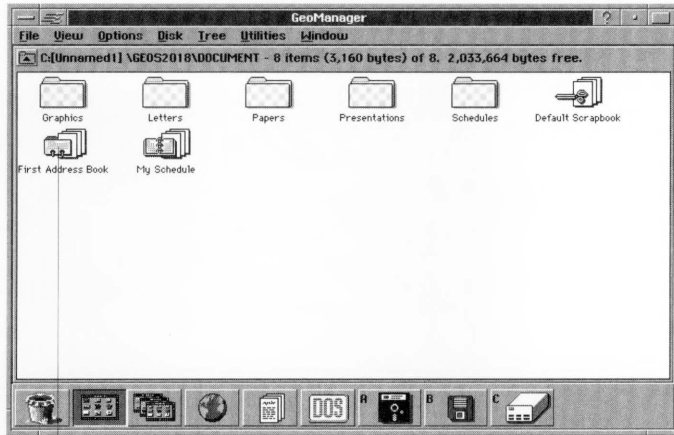 GeoManager
?
File View Options Disk Tree Utilities Window
C:[Unnamed1] \GEOS2018\DOCUMENT - 8 items (3,160 bytes) of 8. 2,033,664 bytes free.
Graphics Letters Papers Presentations Schedules Default Scrapbook
First Address Book My Schedule
DOS A B C